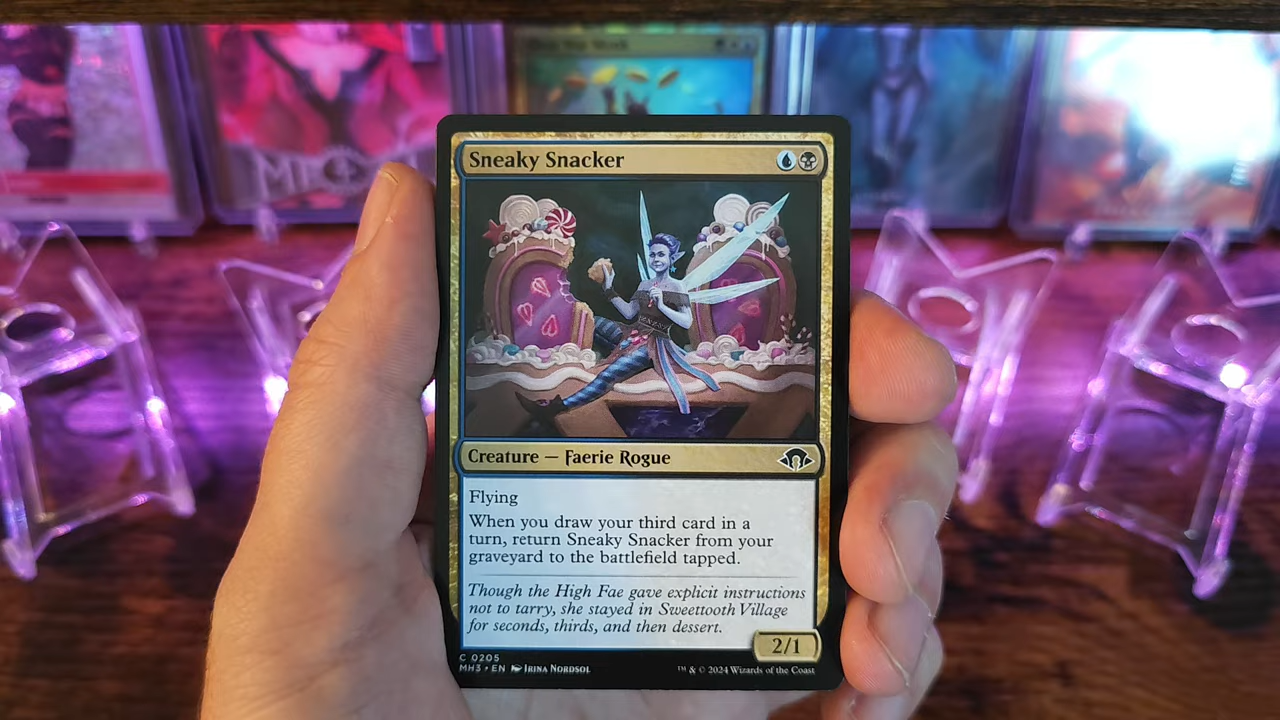 Sneaky Snacker
Creature — Faerie Rogue
Flying
When you draw your third card in a
turn, return Sneaky Snacker from your
graveyard to the battlefield tapped.
Though the High Fae gave explicit instructions
not to tarry, she stayed in Sweettooth Village
for seconds, thirds, and then dessert.
2/1
C 0205
MH3 • EN Irina Nordsol
™ & © 2024 Wizards of the Coast